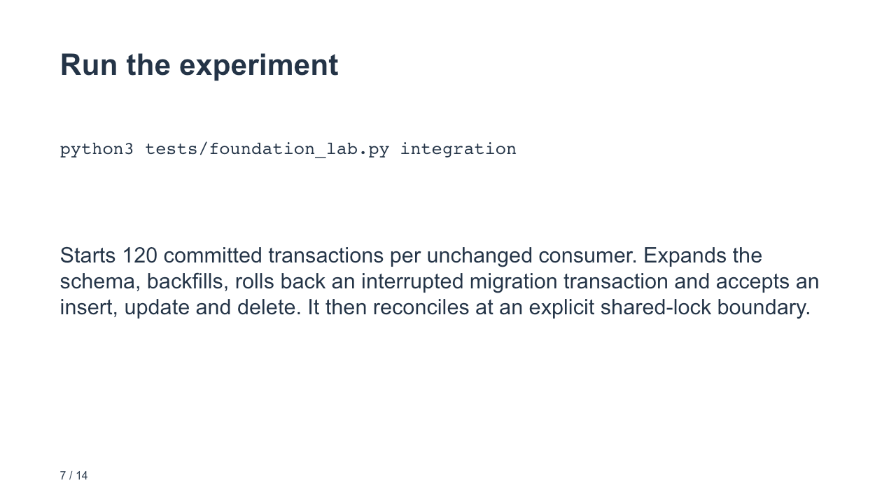 Run the experiment
python3 tests/foundation_lab.py integration
Starts 120 committed transactions per unchanged consumer. Expands the
schema, backfills, rolls back an interrupted migration transaction and accepts an
insert, update and delete. It then reconciles at an explicit shared-lock boundary.
7 / 14